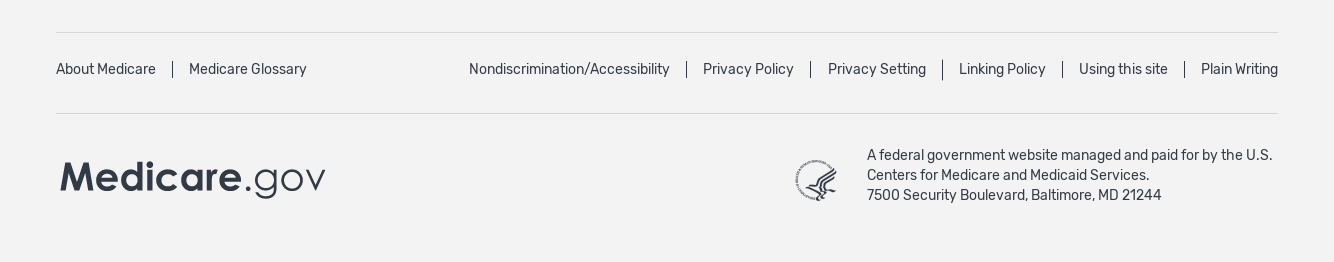 About Medicare | Medicare Glossary
Nondiscrimination/Accessibility | Privacy Policy | Privacy Setting | Linking Policy | Using this site | Plain Writing
Medicare.gov
A federal government website managed and paid for by the U.S.
Centers for Medicare and Medicaid Services.
7500 Security Boulevard, Baltimore, MD 21244